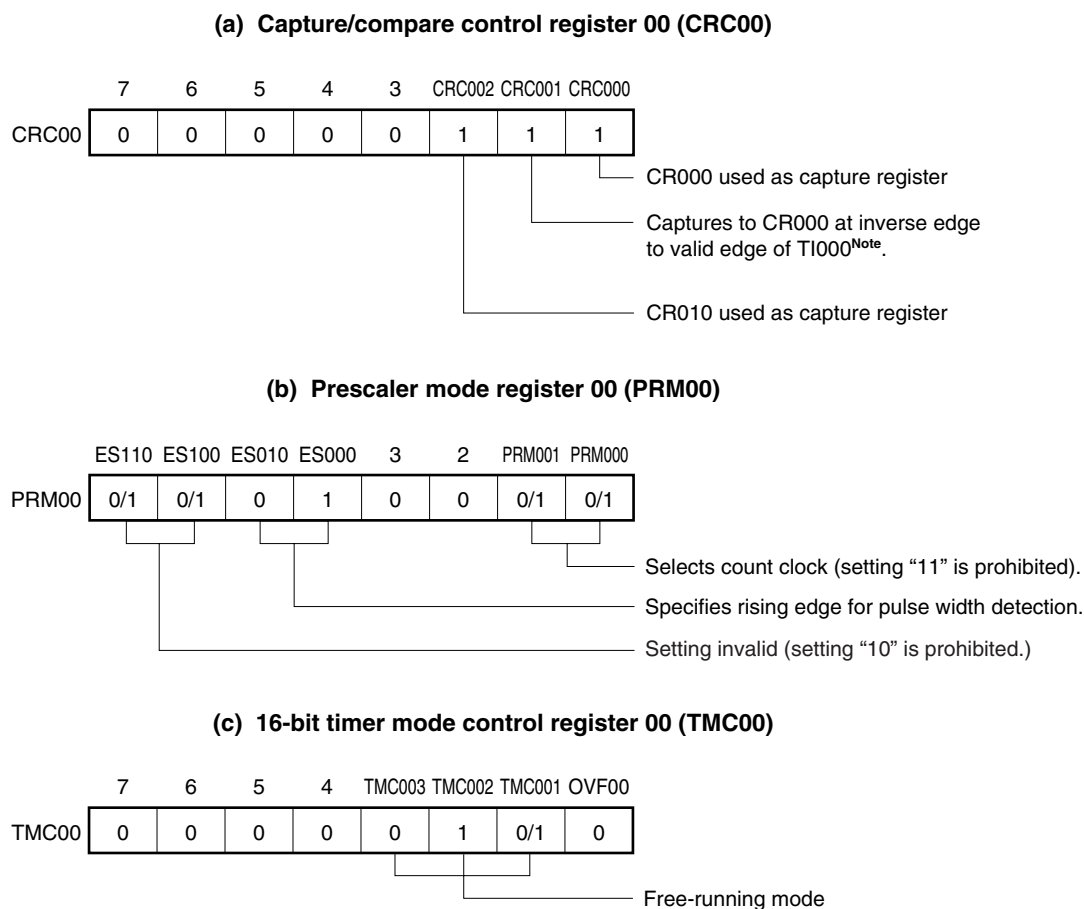 (a) Capture/compare control register 00 (CRC00)
7 6 5 4 3 CRC002 CRC001 CRC000
CRC00 0 0 0 0 0 1 1 1
CR000 used as capture register
Captures to CR000 at inverse edge
to valid edge of TI000Note.
CR010 used as capture register
(b) Prescaler mode register 00 (PRM00)
ES110 ES100 ES010 ES000 3 2 PRM001 PRM000
PRM00 0/1 0/1 0 1 0 0 0/1 0/1
Selects count clock (setting “11” is prohibited).
Specifies rising edge for pulse width detection.
Setting invalid (setting “10” is prohibited.)
(c) 16-bit timer mode control register 00 (TMC00)
7 6 5 4 TMC003 TMC002 TMC001 OVF00
TMC00 0 0 0 0 0 1 0/1 0
Free-running mode